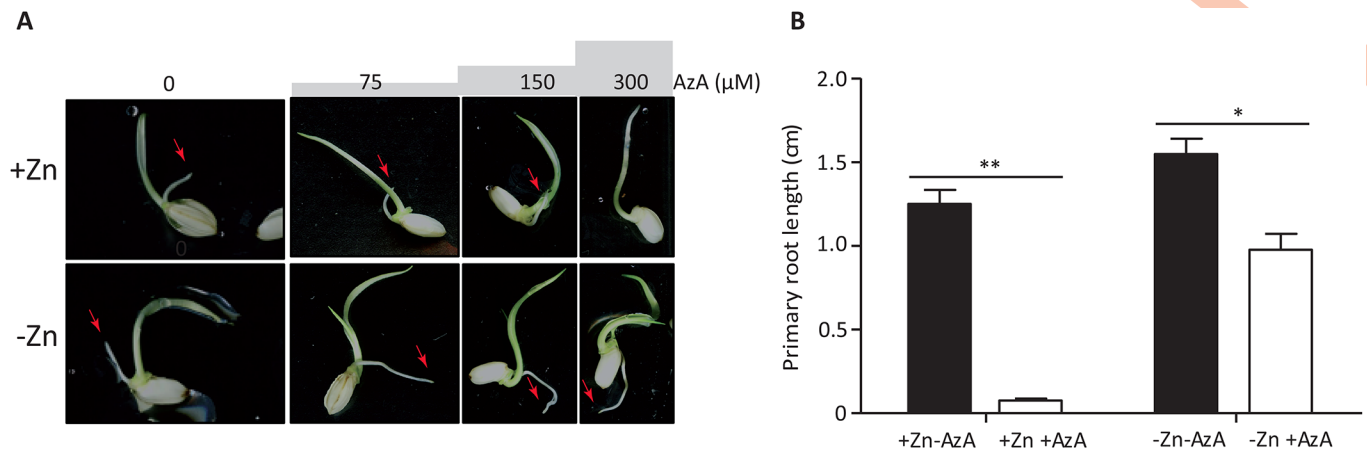 A
0 75 150 300 AzA (μM)
+Zn
0
-Zn
B
Primary root length (cm)
2.0
1.5
1.0
0.5
0
**
*
+Zn-AzA +Zn +AzA -Zn-AzA -Zn +AzA